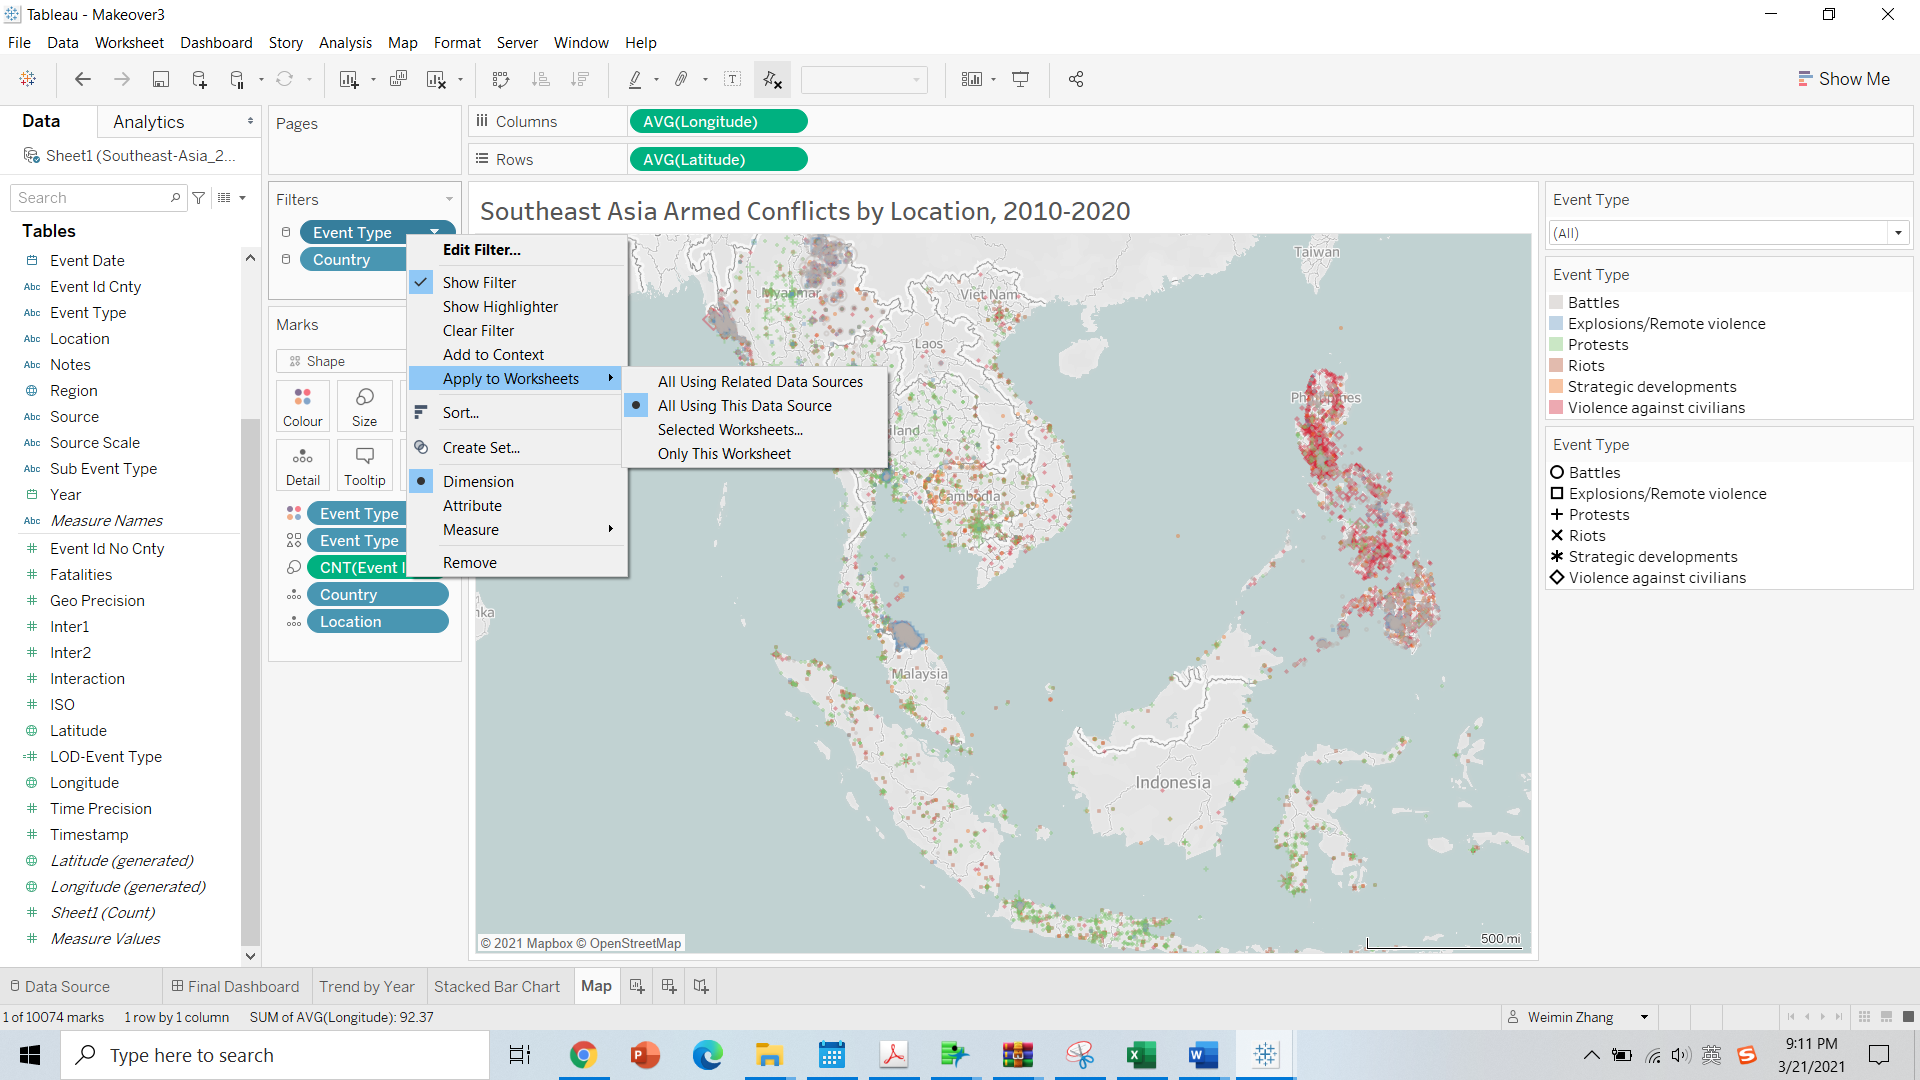 Tableau - Makeover3
File Data Worksheet Dashboard Story Analysis Map Format Server Window Help
Show Me
Data Analytics
Sheet1 (Southeast-Asia_2...
Search
Tables
Event Date
Abc Event Id Cnty
Abc Event Type
Abc Location
Abc Notes
Region
Abc Source
Abc Source Scale
Abc Sub Event Type
Year
Abc Measure Names
Event Id No Cnty
Fatalities
Geo Precision
Inter1
Inter2
Interaction
ISO
Latitude
LOD-Event Type
Longitude
Time Precision
Timestamp
Latitude (generated)
Longitude (generated)
Sheet1 (Count)
Measure Values
Pages
Filters
Event Type
Country
Marks
Shape
Colour Size
Detail Tooltip
Event Type
Event Type
CNT(Event I
Country
Location
Edit Filter...
Show Filter
Show Highlighter
Clear Filter
Add to Context
Apply to Worksheets
Sort...
Create Set...
Dimension
Attribute
Measure
Remove
All Using Related Data Sources
All Using This Data Source
Selected Worksheets...
Only This Worksheet
Columns AVG(Longitude)
Rows AVG(Latitude)
Southeast Asia Armed Conflicts by Location, 2010-2020
Taiwan
Myanmar
Viet Nam
Laos
Philippines
iland
Cambodia
nka
Malaysia
Indonesia
© 2021 Mapbox © OpenStreetMap
500 mi
Event Type
(All)
Event Type
Battles
Explosions/Remote violence
Protests
Riots
Strategic developments
Violence against civilians
Event Type
Battles
Explosions/Remote violence
Protests
Riots
Strategic developments
Violence against civilians
Data Source Final Dashboard Trend by Year Stacked Bar Chart Map
1 of 10074 marks 1 row by 1 column SUM of AVG(Longitude): 92.37
Weimin Zhang
Type here to search
英
9:11 PM
3/21/2021